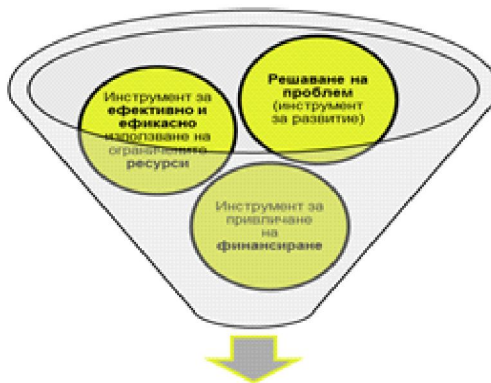 Инструмент за
ефективно и
ефикасно
използване на
ограничените
ресурси
Решаване на
проблем
(инструмент
за развитие)
Инструмент за
привличане
на
финансиране